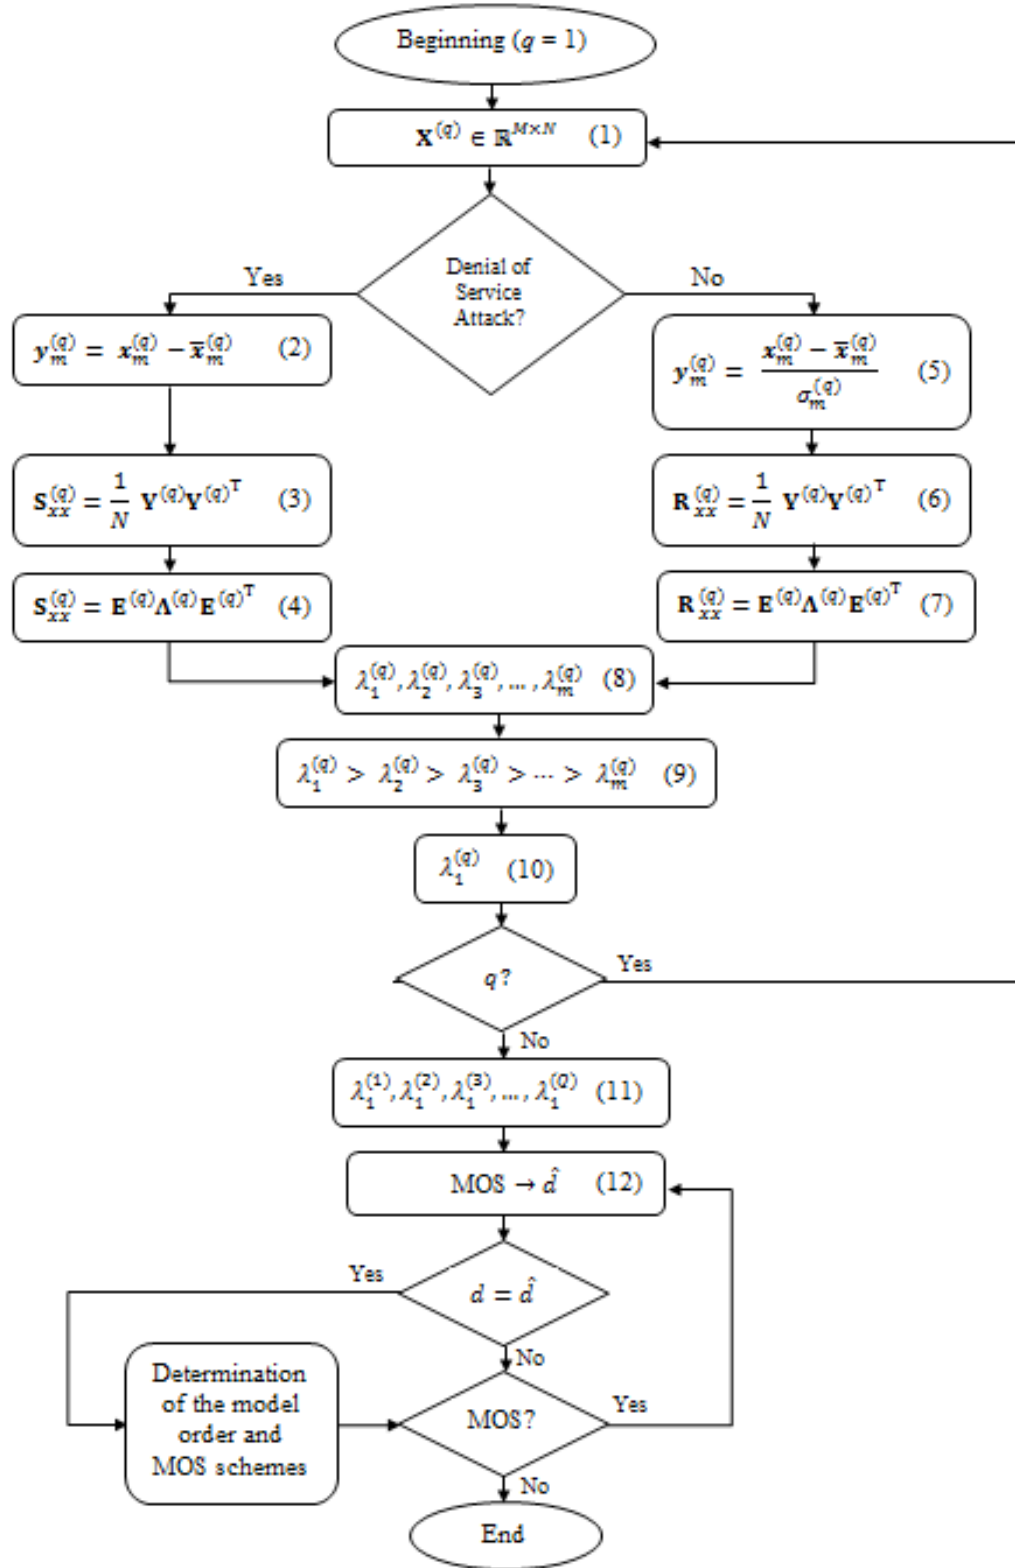 Beginning (q = 1)
𝐗^(q) ∈ ℝ^{M×N} (1)
Denial of
Service
Attack?
Yes
No
𝒚_m^(q) = 𝒙_m^(q) − x̅_m^(q) (2)
𝒚_m^(q) = (𝒙_m^(q) − x̅_m^(q)) / σ_m^(q) (5)
𝐒_xx^(q) = 1/N 𝐘^(q)𝐘^(q)^T (3)
𝐑_xx^(q) = 1/N 𝐘^(q)𝐘^(q)^T (6)
𝐒_xx^(q) = 𝐄^(q)𝚲^(q)𝐄^(q)^T (4)
𝐑_xx^(q) = 𝐄^(q)𝚲^(q)𝐄^(q)^T (7)
λ_1^(q), λ_2^(q), λ_3^(q), … , λ_m^(q) (8)
λ_1^(q) > λ_2^(q) > λ_3^(q) > ⋯ > λ_m^(q) (9)
λ_1^(q) (10)
q?
Yes
No
λ_1^(1), λ_1^(2), λ_1^(3), … , λ_1^(Q) (11)
MOS → d̂ (12)
Yes
d = d̂
No
Determination
of the model
order and
MOS schemes
MOS?
Yes
No
End